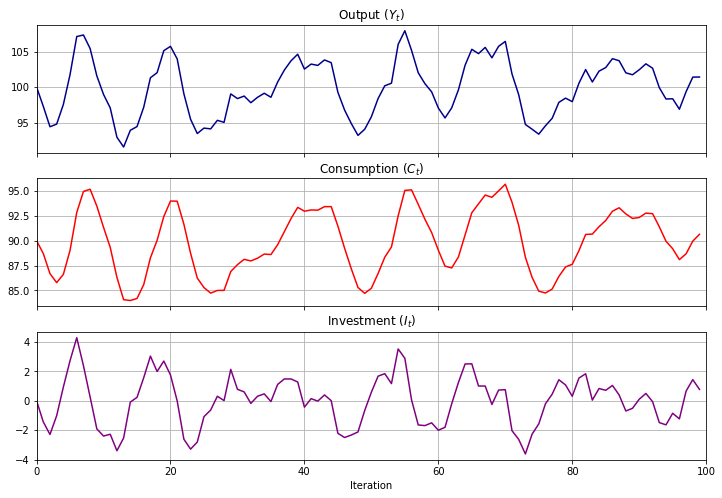 Output (Yₜ)
105
100
95
Consumption (Cₜ)
95.0
92.5
90.0
87.5
85.0
Investment (Iₜ)
4
2
0
−2
−4
0 20 40 60 80 100
Iteration